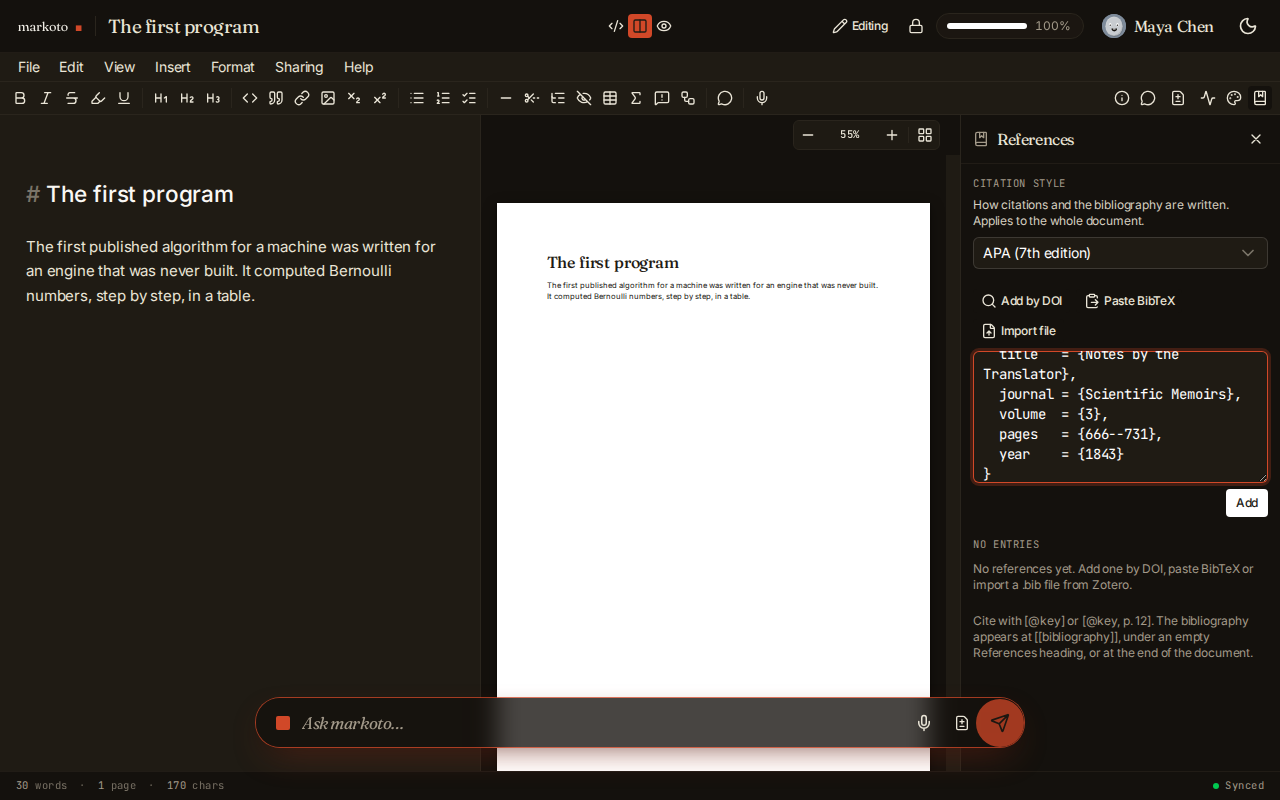 markoto
The first program
Editing
100%
Maya Chen
File Edit View Insert Format Sharing Help
H1 H2 H3
55%
# The first program
The first published algorithm for a machine was written for
an engine that was never built. It computed Bernoulli
numbers, step by step, in a table.
The first program
The first published algorithm for a machine was written for an engine that was never built.
It computed Bernoulli numbers, step by step, in a table.
References
CITATION STYLE
How citations and the bibliography are written.
Applies to the whole document.
APA (7th edition)
Add by DOI Paste BibTeX
Import file
title = {Notes by the
Translator},
journal = {Scientific Memoirs},
volume = {3},
pages = {666--731},
year = {1843}
}
Add
NO ENTRIES
No references yet. Add one by DOI, paste BibTeX or
import a .bib file from Zotero.
Cite with [@key] or [@key, p. 12]. The bibliography
appears at [[bibliography]], under an empty
References heading, or at the end of the document.
Ask markoto...
30 words · 1 page · 170 chars
Synced